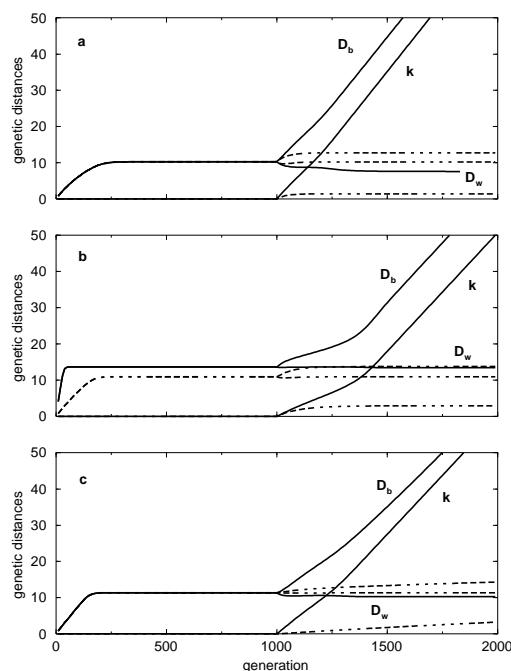 50
40
30
20
10
0
genetic distances
a
D_b
k
D_w
50
40
30
20
10
0
genetic distances
b
D_b
k
D_w
50
40
30
20
10
0
genetic distances
c
D_b
k
D_w
0 500 1000 1500 2000
generation